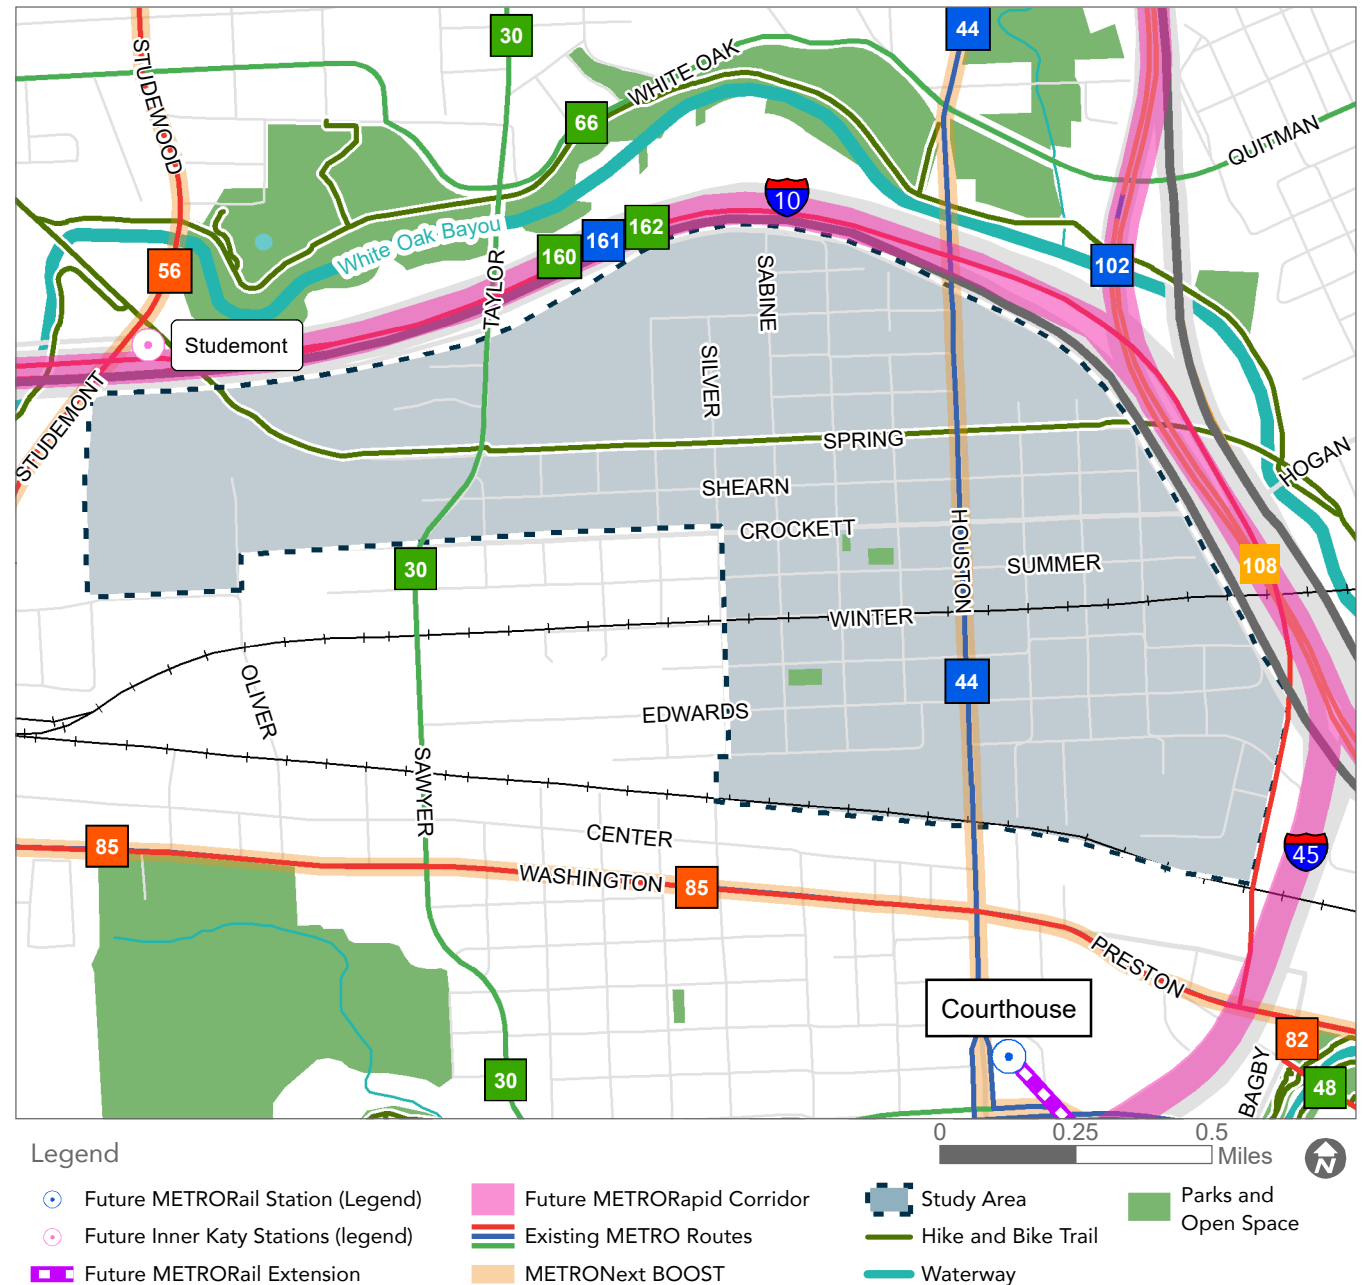 30
44
STUDEWOOD
WHITE OAK
66
QUITMAN
10
White Oak Bayou
160
161
162
56
TAYLOR
SABINE
102
Studemont
SILVER
STUDEMONT
SPRING
HOGAN
SHEARN
CROCKETT
HOUSTON
SUMMER
108
30
WINTER
OLIVER
44
EDWARDS
SAWYER
CENTER
85
WASHINGTON
85
45
PRESTON
Courthouse
82
30
BAGBY
48
0
0.25
0.5
Miles
N
Legend
Future METRORail Station (Legend)
Future Inner Katy Stations (legend)
Future METRORail Extension
Future METRORapid Corridor
Existing METRO Routes
METRONext BOOST
Study Area
Hike and Bike Trail
Waterway
Parks and
Open Space